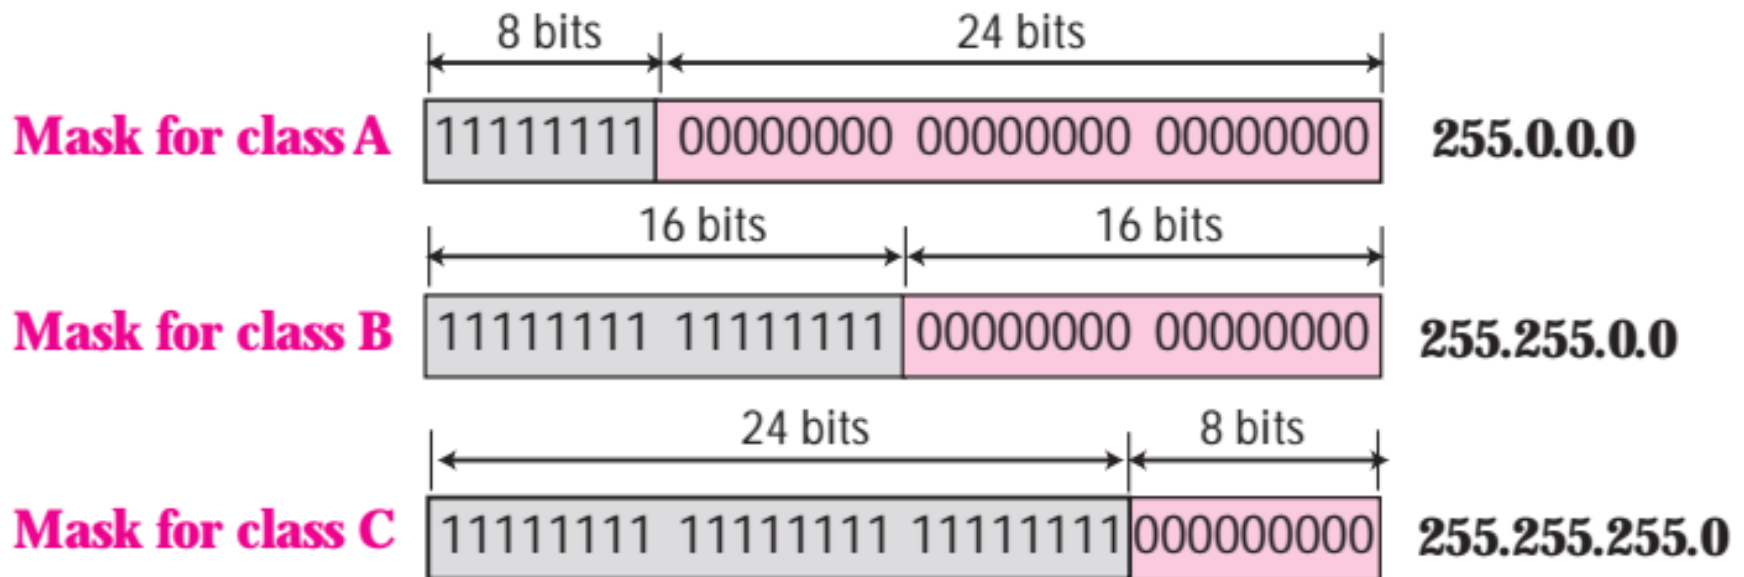 8 bits 24 bits
Mask for class A 11111111 00000000 00000000 00000000 255.0.0.0
16 bits 16 bits
Mask for class B 11111111 11111111 00000000 00000000 255.255.0.0
24 bits 8 bits
Mask for class C 11111111 11111111 11111111 000000000 255.255.255.0